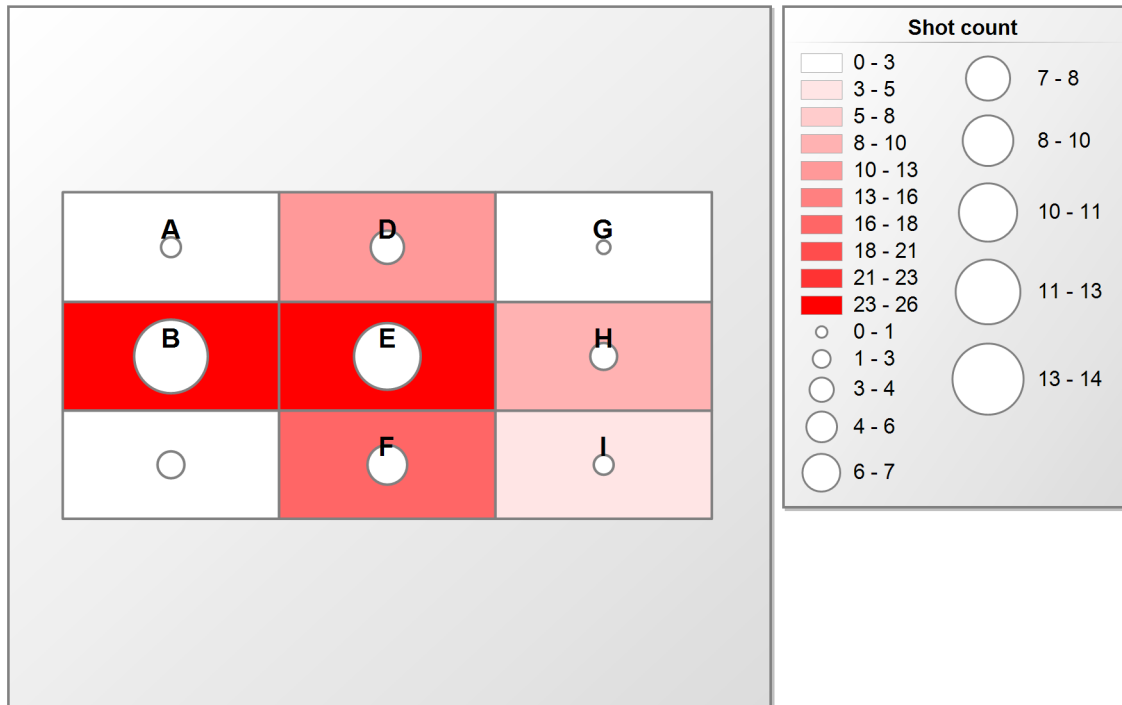 Shot count
0 - 3
3 - 5
5 - 8
8 - 10
10 - 13
13 - 16
16 - 18
18 - 21
21 - 23
23 - 26
0 - 1
1 - 3
3 - 4
4 - 6
6 - 7
7 - 8
8 - 10
10 - 11
11 - 13
13 - 14
A D G
B E H
F I